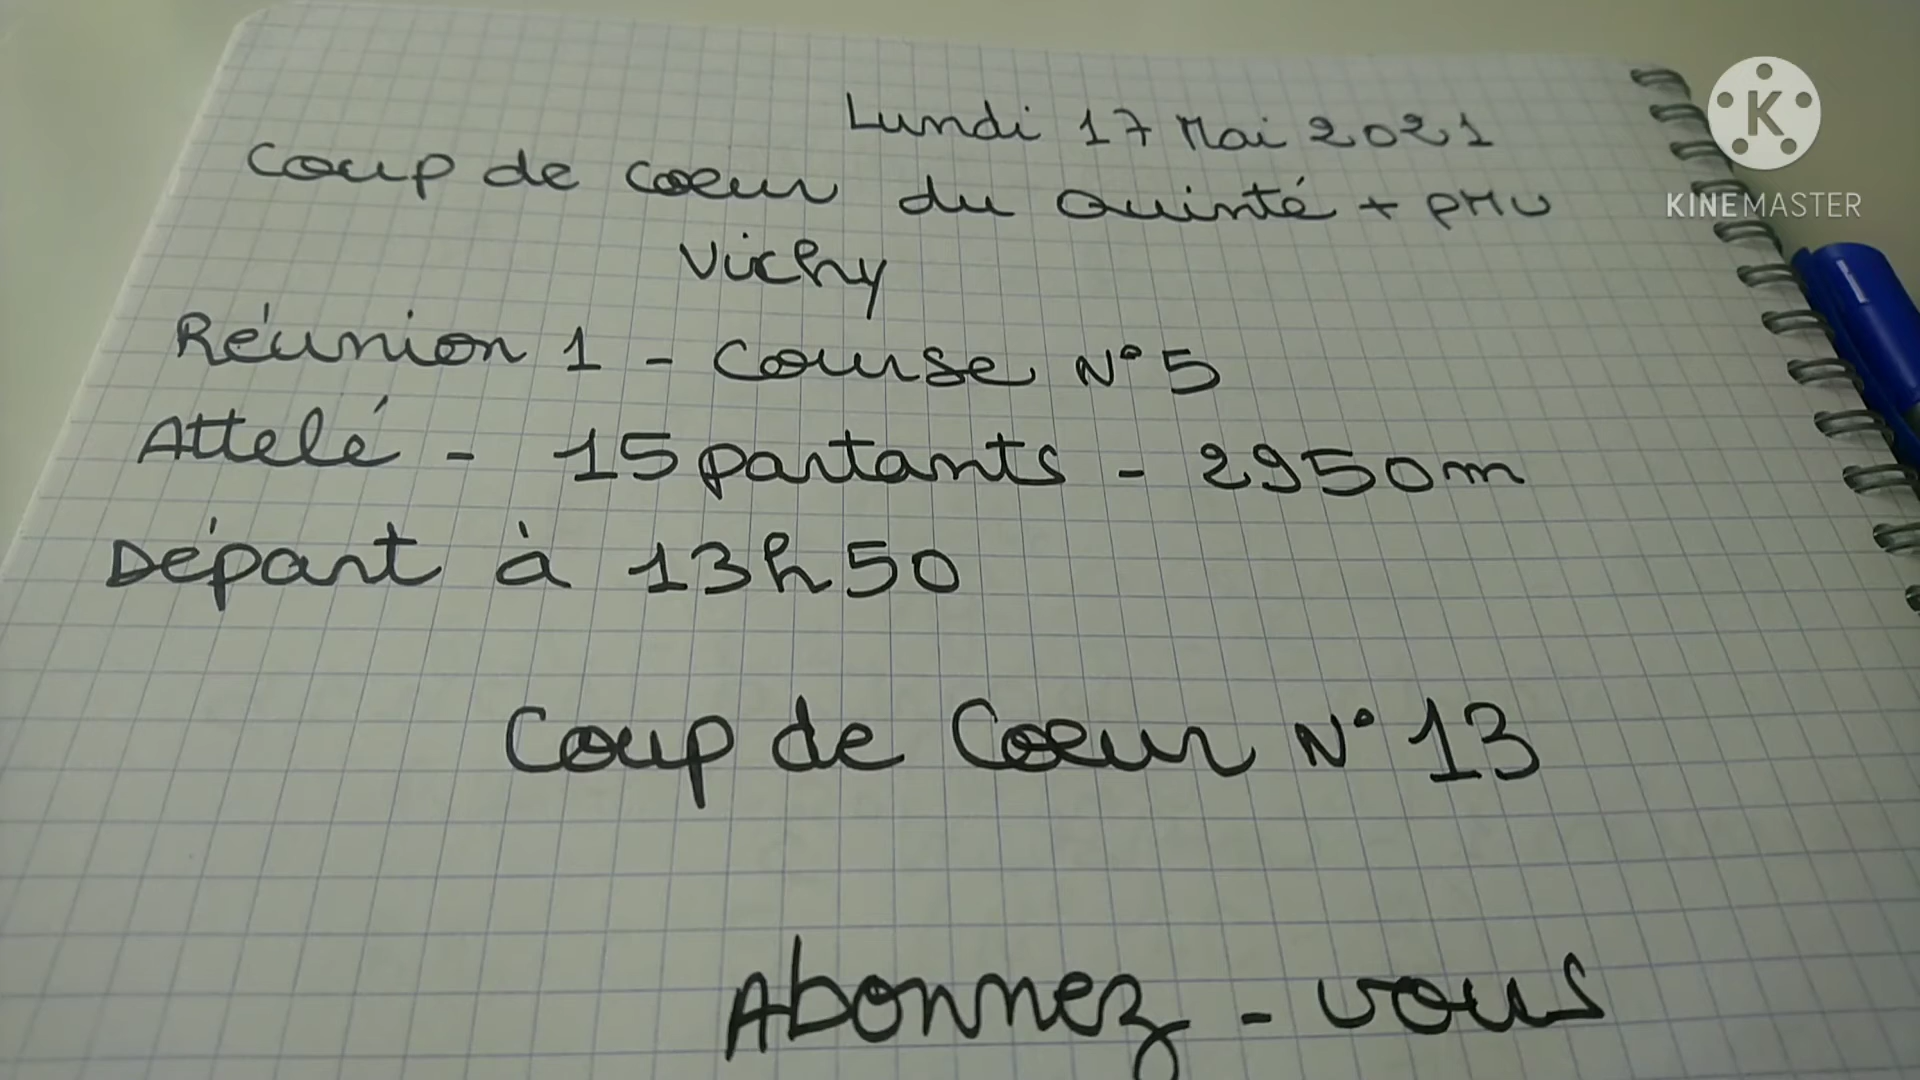 Lundi 17 Mai 2021
Coup de coeur du Quinté + PMU
Vichy
Réunion 1 - Course N° 5
Attelé - 15 partants - 2950m
Départ à 13h50
Coup de Coeur N° 13
Abonnez-vous
K
KINEMASTER